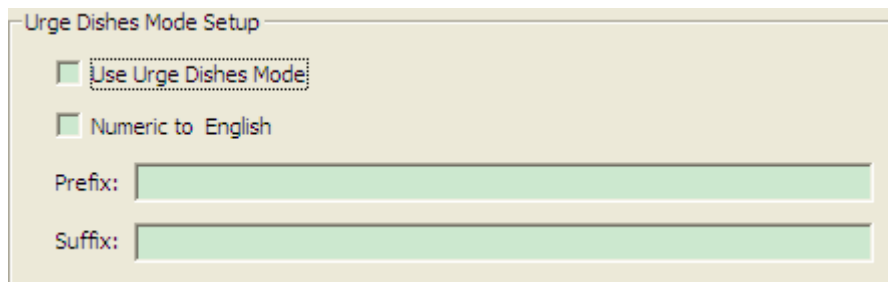 Urge Dishes Mode Setup
Use Urge Dishes Mode
Numeric to English
Prefix:
Suffix: